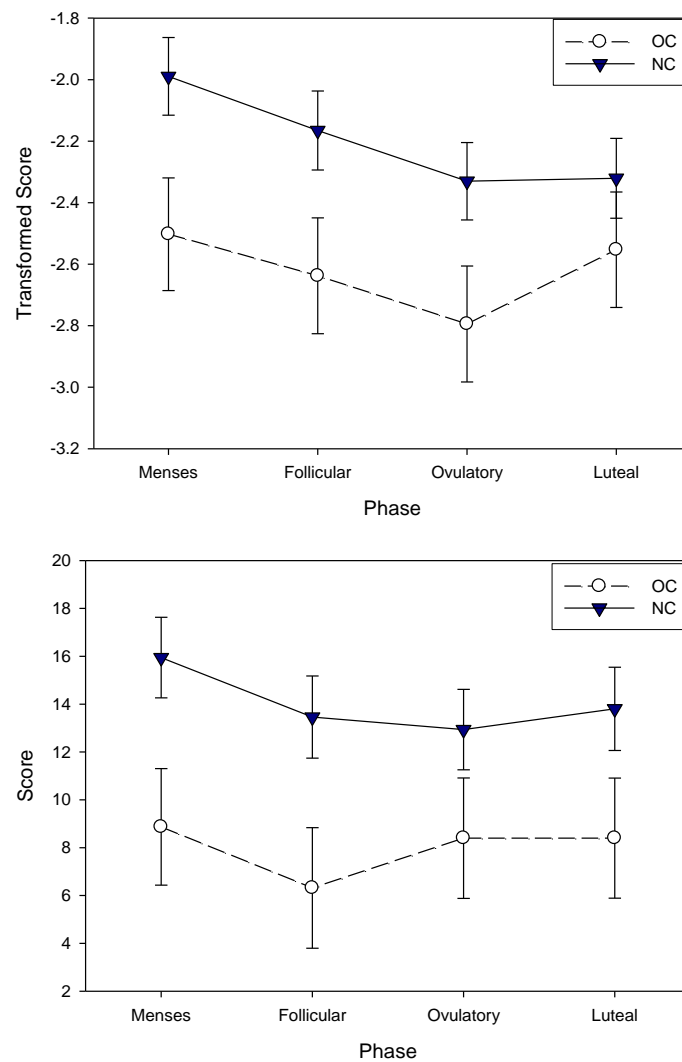 -1.8
-2.0
-2.2
-2.4
-2.6
-2.8
-3.0
-3.2
Transformed Score
OC
NC
Menses Follicular Ovulatory Luteal
Phase
20
18
16
14
12
10
8
6
4
2
Score
OC
NC
Menses Follicular Ovulatory Luteal
Phase